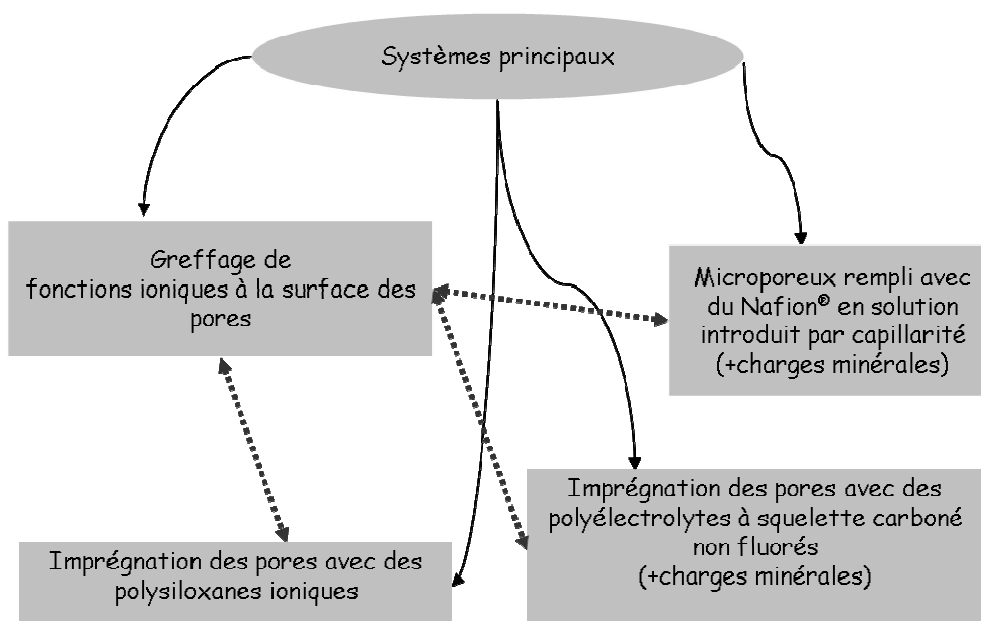 Systèmes principaux
Greffage de
fonctions ioniques à la surface des
pores
Microporeux rempli avec
du Nafion® en solution
introduit par capillarité
(+charges minérales)
Imprégnation des pores avec des
polyélectrolytes à squelette carboné
non fluorés
(+charges minérales)
Imprégnation des pores avec des
polysiloxanes ioniques